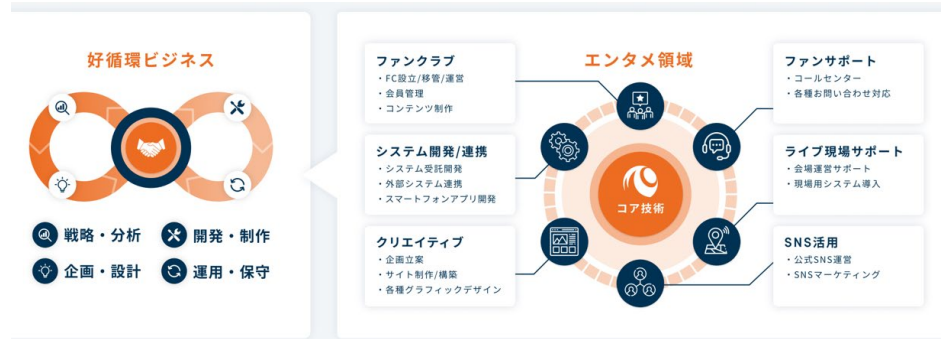 好循環ビジネス
戦略・分析
開発・制作
企画・設計
運用・保守
エンタメ領域
ファンクラブ
・FC設立/移管/運営
・会員管理
・コンテンツ制作
システム開発/連携
・システム受託開発
・外部システム連携
・スマートフォンアプリ開発
クリエイティブ
・企画立案
・サイト制作/構築
・各種グラフィックデザイン
コア技術
ファンサポート
・コールセンター
・各種お問い合わせ対応
ライブ現場サポート
・会場運営サポート
・現場用システム導入
SNS活用
・公式SNS運営
・SNSマーケティング